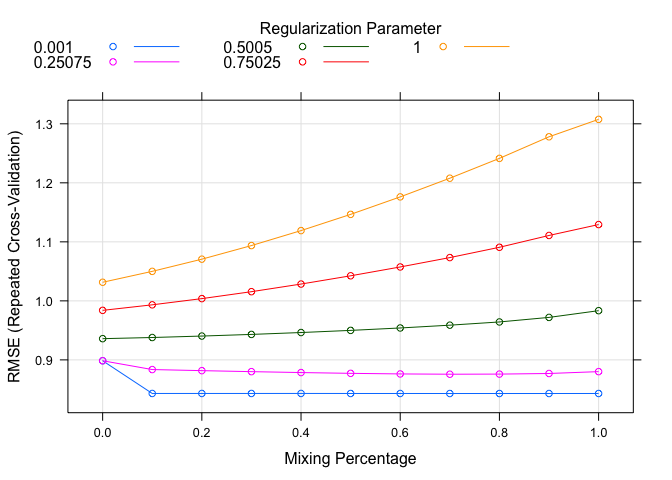 Regularization Parameter
0.001 0.5005 1
0.25075 0.75025
1.3
1.2
1.1
1.0
0.9
RMSE (Repeated Cross-Validation)
0.0 0.2 0.4 0.6 0.8 1.0
Mixing Percentage